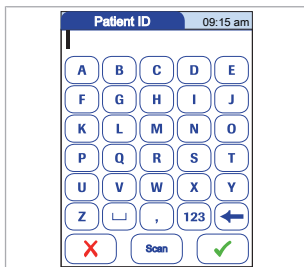 Patient ID 09:15 am
A B C D E
F G H I J
K L M N O
P Q R S T
U V W X Y
Z , 123
Scan